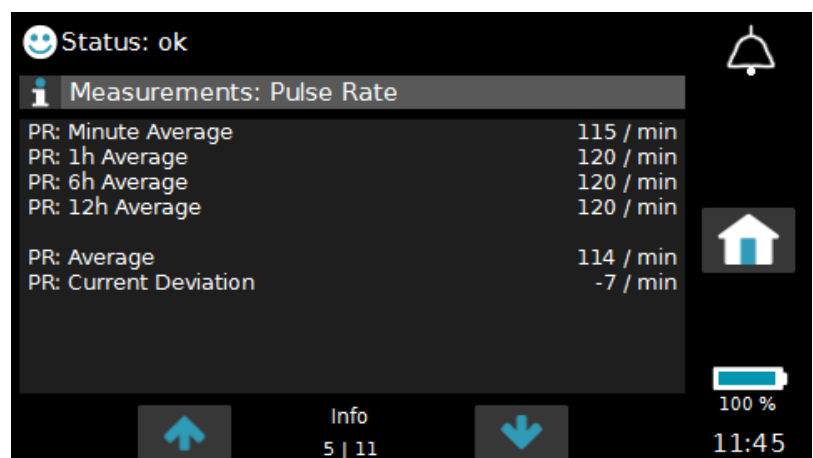 Status: ok
i Measurements: Pulse Rate
PR: Minute Average 115 / min
PR: 1h Average 120 / min
PR: 6h Average 120 / min
PR: 12h Average 120 / min
PR: Average 114 / min
PR: Current Deviation -7 / min
100 %
Info
5 | 11
11:45